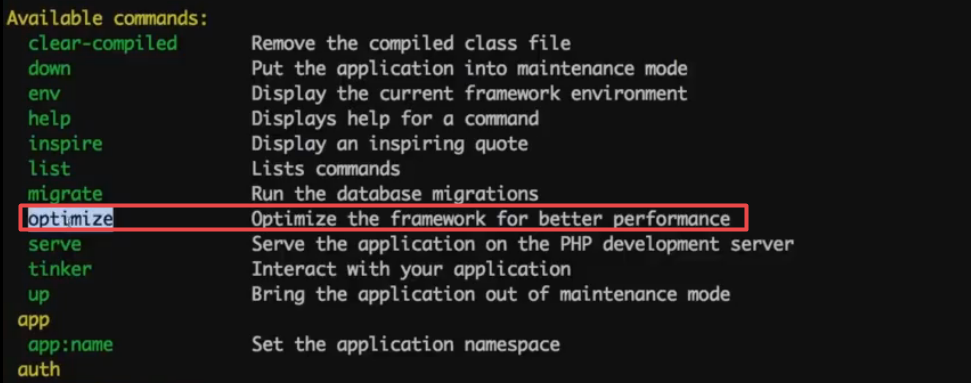 Available commands:
clear-compiled Remove the compiled class file
down Put the application into maintenance mode
env Display the current framework environment
help Displays help for a command
inspire Display an inspiring quote
list Lists commands
migrate Run the database migrations
optimize Optimize the framework for better performance
serve Serve the application on the PHP development server
tinker Interact with your application
up Bring the application out of maintenance mode
app
app:name Set the application namespace
auth